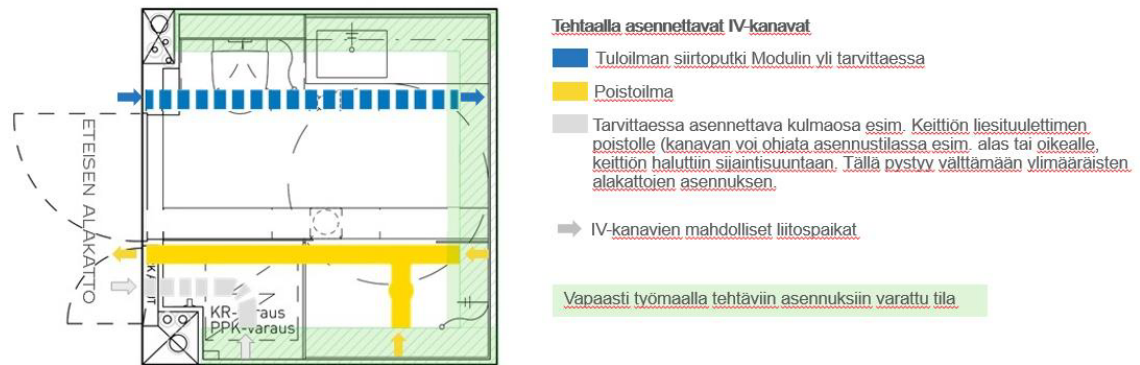 Tehtaalla asennettavat IV-kanavat
Tuloilman siirtoputki Modulin yli tarvittaessa
Poistoilma
Tarvittaessa asennettava kulmaosa esim. Keittiön liesituulettimen
poistolle (kanavan voi ohjata asennustilassa esim. alas tai oikealle,
keittiön haluttiin sijaintisuuntaan. Tällä pystyy välttämään ylimääräisten
alakattojen asennuksen.
IV-kanavien mahdolliset liitospaikat
Vapaasti työmaalla tehtäviin asennuksiin varattu tila
ETEISEN ALAKATTO
PPK-varaus